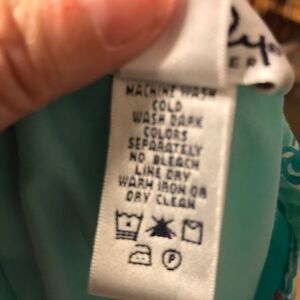 MACHINE WASH
COLD
WASH DARK
COLORS
SEPARATELY
NO BLEACH
LINE DRY
WARM IRON OR
DRY CLEAN
P